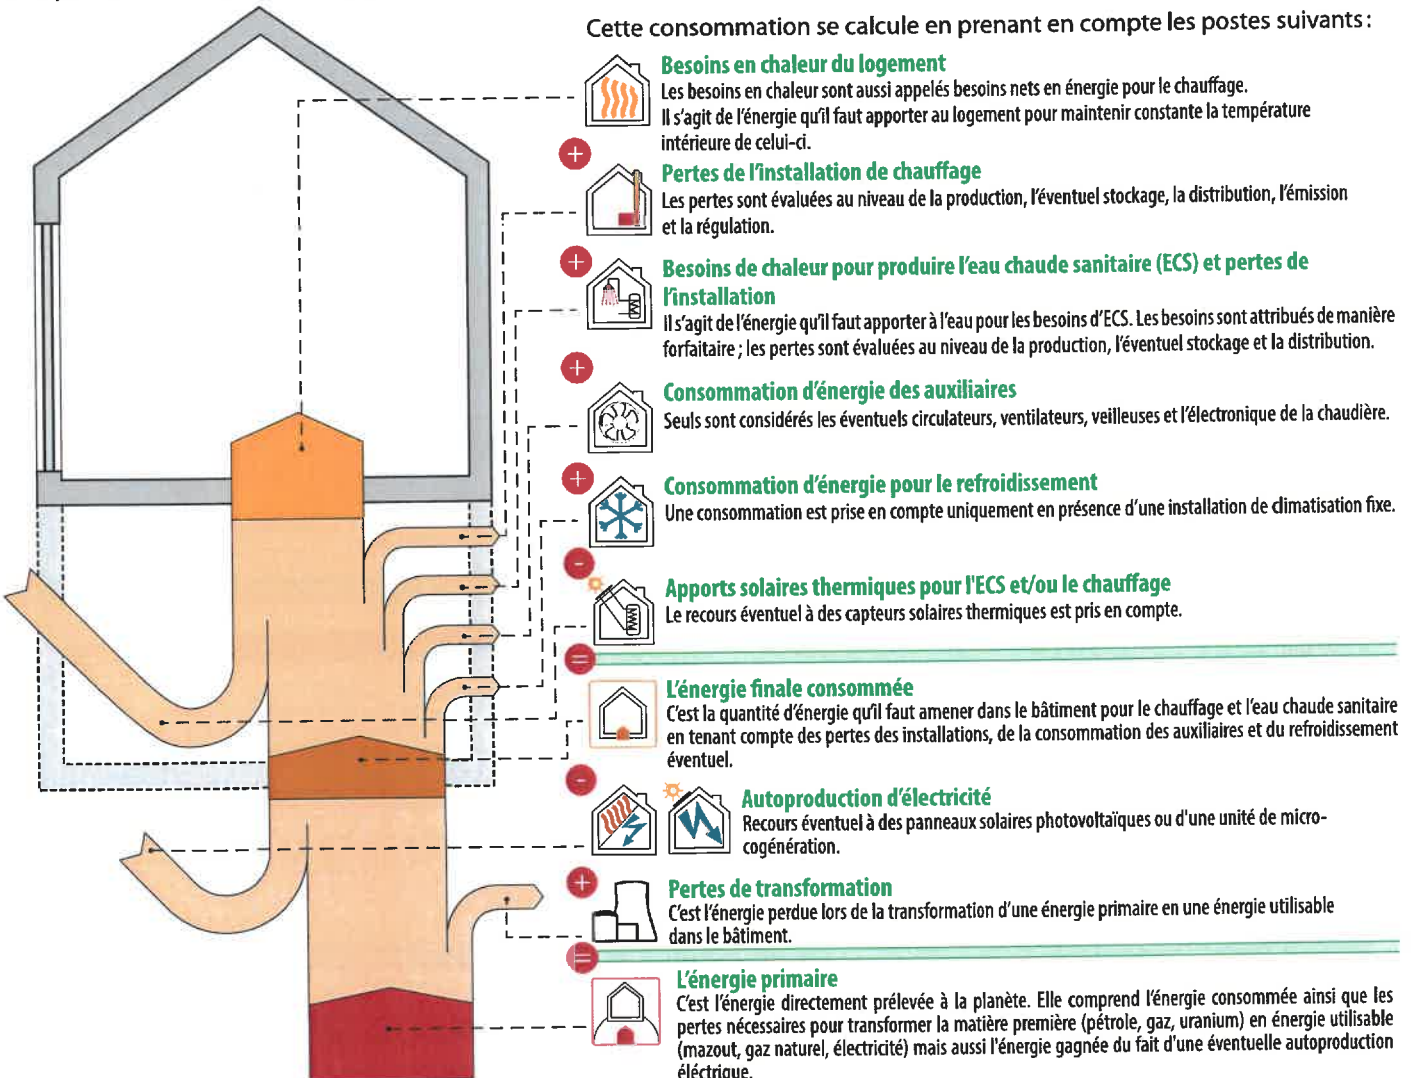 Cette consommation se calcule en prenant en compte les postes suivants :
Besoins en chaleur du logement
Les besoins en chaleur sont aussi appelés besoins nets en énergie pour le chauffage.
Il s'agit de l'énergie qu'il faut apporter au logement pour maintenir constante la température
intérieure de celui-ci.
+
Pertes de l'installation de chauffage
Les pertes sont évaluées au niveau de la production, l'éventuel stockage, la distribution, l'émission
et la régulation.
+
Besoins de chaleur pour produire l'eau chaude sanitaire (ECS) et pertes de
l'installation
Il s'agit de l'énergie qu'il faut apporter à l'eau pour les besoins d'ECS. Les besoins sont attribués de manière
forfaitaire ; les pertes sont évaluées au niveau de la production, l'éventuel stockage et la distribution.
+
Consommation d'énergie des auxiliaires
Seuls sont considérés les éventuels circulateurs, ventilateurs, veilleuses et l'électronique de la chaudière.
+
Consommation d'énergie pour le refroidissement
Une consommation est prise en compte uniquement en présence d'une installation de climatisation fixe.
-
Apports solaires thermiques pour l'ECS et/ou le chauffage
Le recours éventuel à des capteurs solaires thermiques est pris en compte.
=
L'énergie finale consommée
C'est la quantité d'énergie qu'il faut amener dans le bâtiment pour le chauffage et l'eau chaude sanitaire
en tenant compte des pertes des installations, de la consommation des auxiliaires et du refroidissement
éventuel.
-
Autoproduction d'électricité
Recours éventuel à des panneaux solaires photovoltaïques ou d'une unité de micro-
cogénération.
+
Pertes de transformation
C'est l'énergie perdue lors de la transformation d'une énergie primaire en une énergie utilisable
dans le bâtiment.
=
L'énergie primaire
C'est l'énergie directement prélevée à la planète. Elle comprend l'énergie consommée ainsi que les
pertes nécessaires pour transformer la matière première (pétrole, gaz, uranium) en énergie utilisable
(mazout, gaz naturel, électricité) mais aussi l'énergie gagnée du fait d'une éventuelle autoproduction
éléctrique.